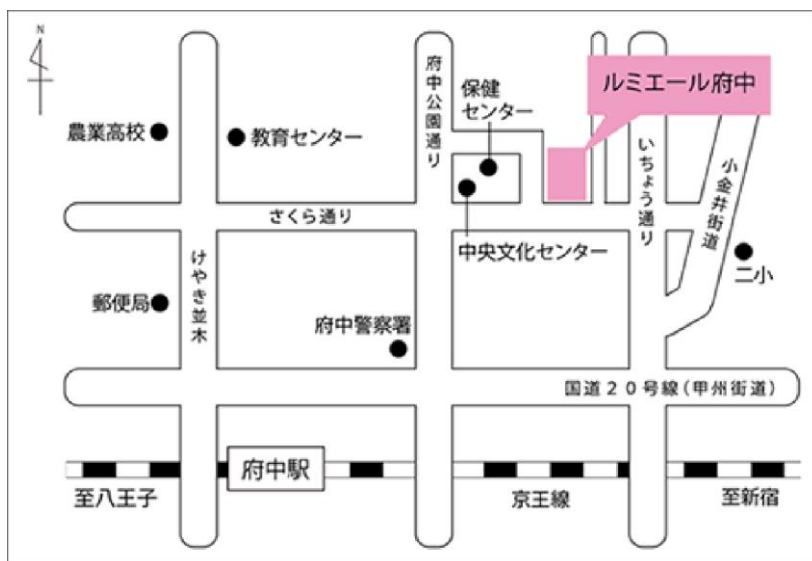 N
ルミエール府中
府中公園通り
保健
センター
いちょう通り
小金井街道
農業高校
教育センター
さくら通り
中央文化センター
二小
けやき並木
郵便局
府中警察署
国道20号線(甲州街道)
府中駅
至八王子
京王線
至新宿